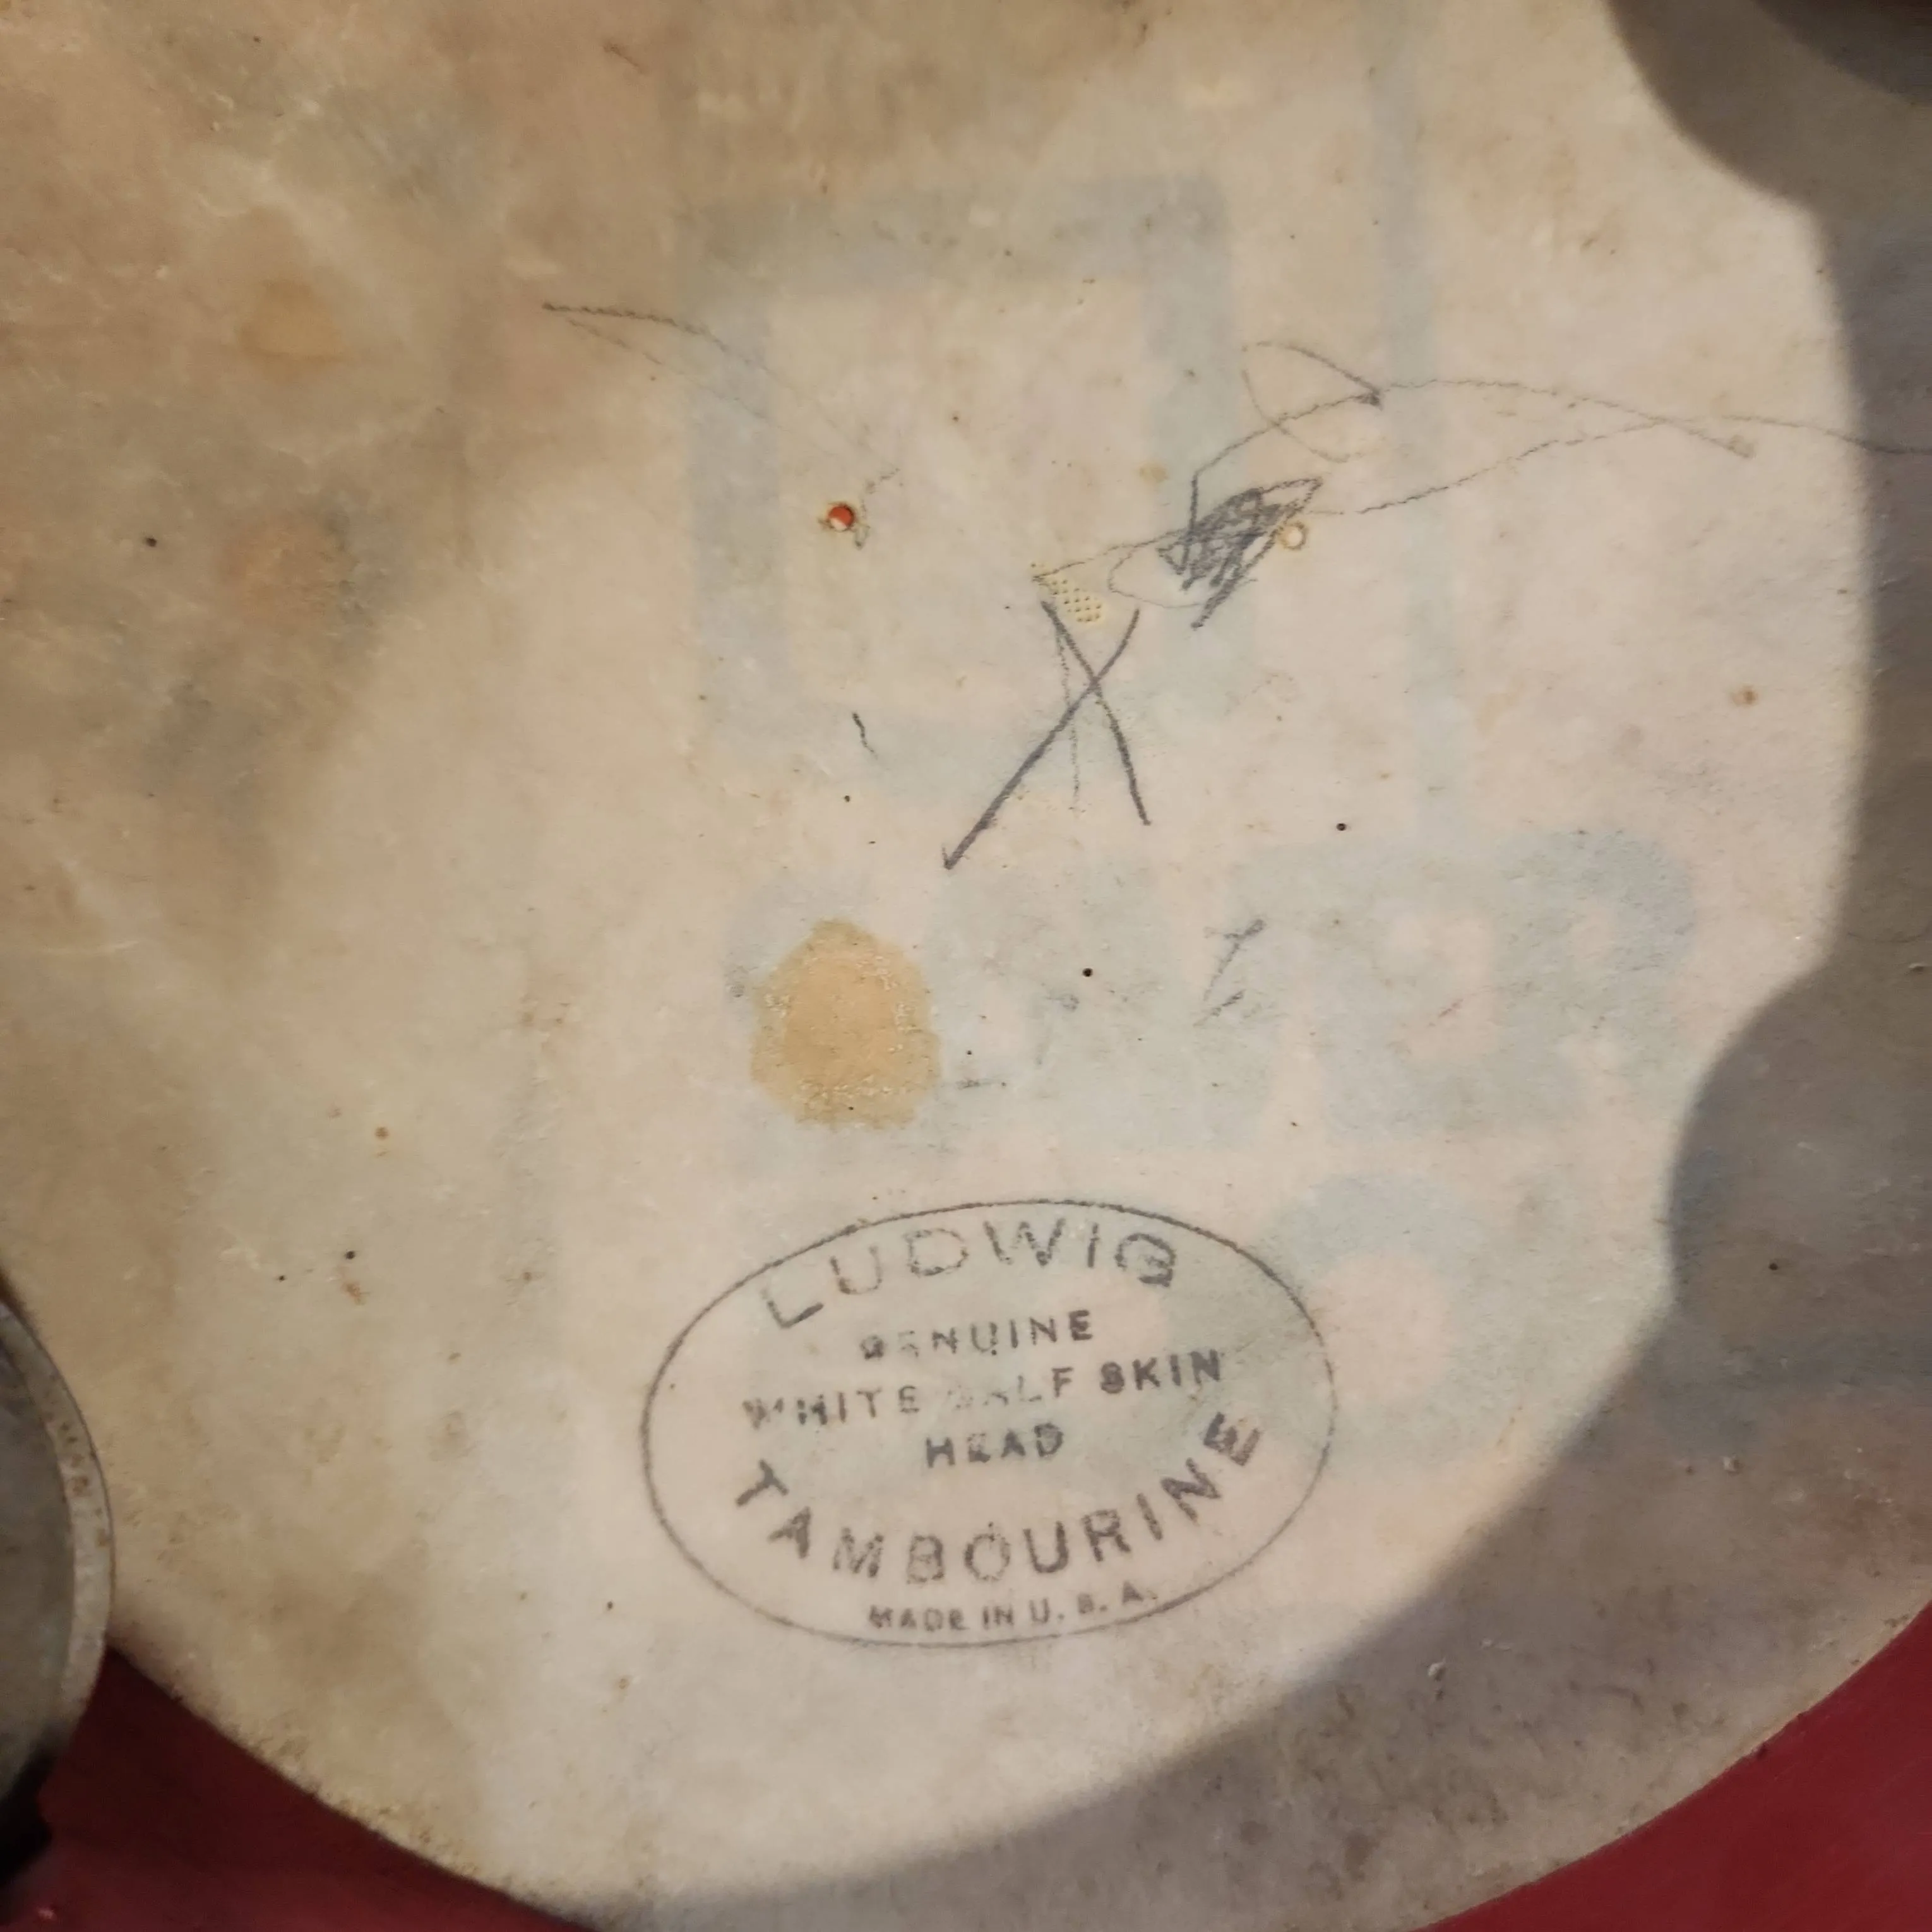 LUDWIG
GENUINE
WHITE CALF SKIN
HEAD
TAMBOURINE
MADE IN U. S. A.